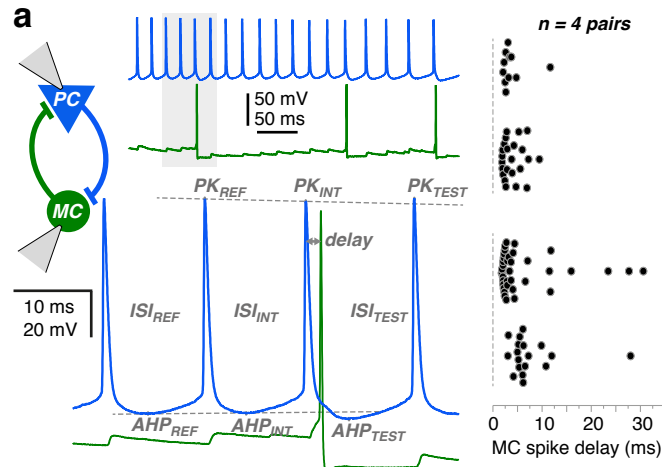 a
n = 4 pairs
PC
50 mV
50 ms
MC
PK_REF
PK_INT
PK_TEST
delay
10 ms
20 mV
ISI_REF
ISI_INT
ISI_TEST
AHP_REF
AHP_INT
AHP_TEST
0 10 20 30
MC spike delay (ms)